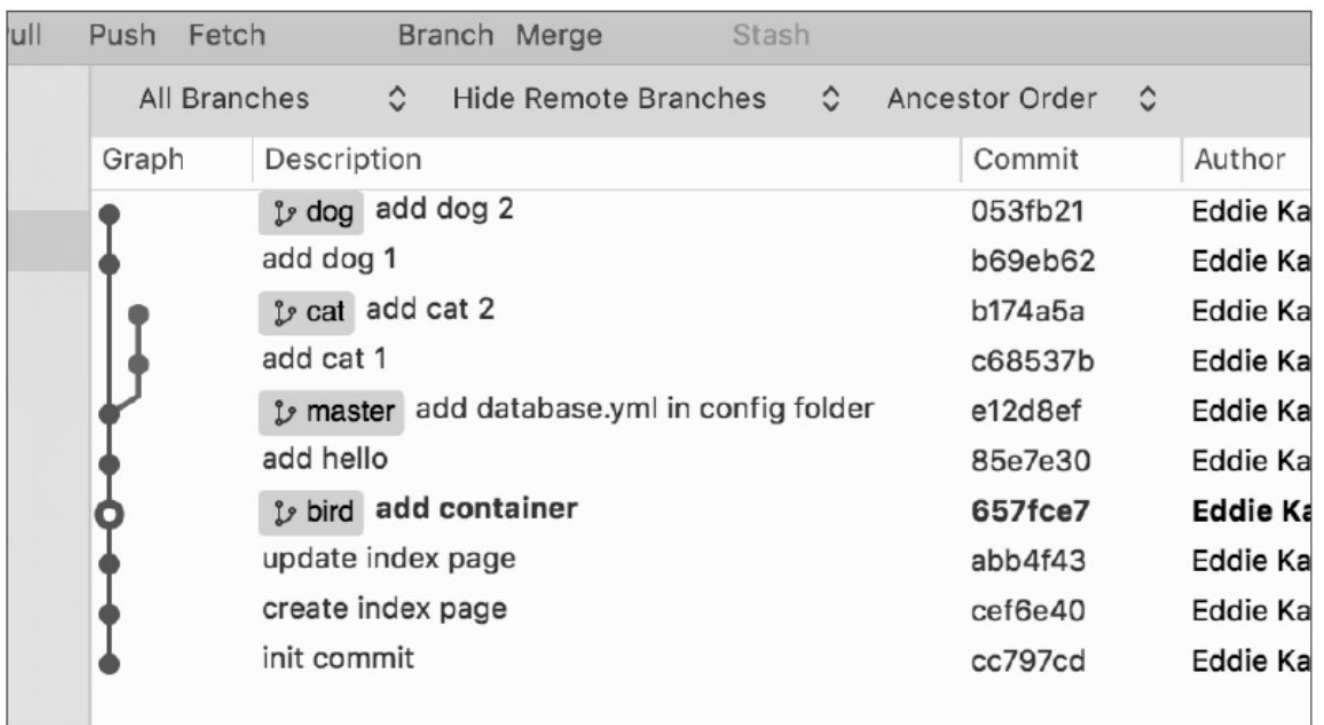 ull Push Fetch Branch Merge Stash
All Branches Hide Remote Branches Ancestor Order
Graph Description Commit Author
dog add dog 2 053fb21 Eddie Ka
add dog 1 b69eb62 Eddie Ka
cat add cat 2 b174a5a Eddie Ka
add cat 1 c68537b Eddie Ka
master add database.yml in config folder e12d8ef Eddie Ka
add hello 85e7e30 Eddie Ka
bird add container 657fce7 Eddie Ka
update index page abb4f43 Eddie Ka
create index page cef6e40 Eddie Ka
init commit cc797cd Eddie Ka